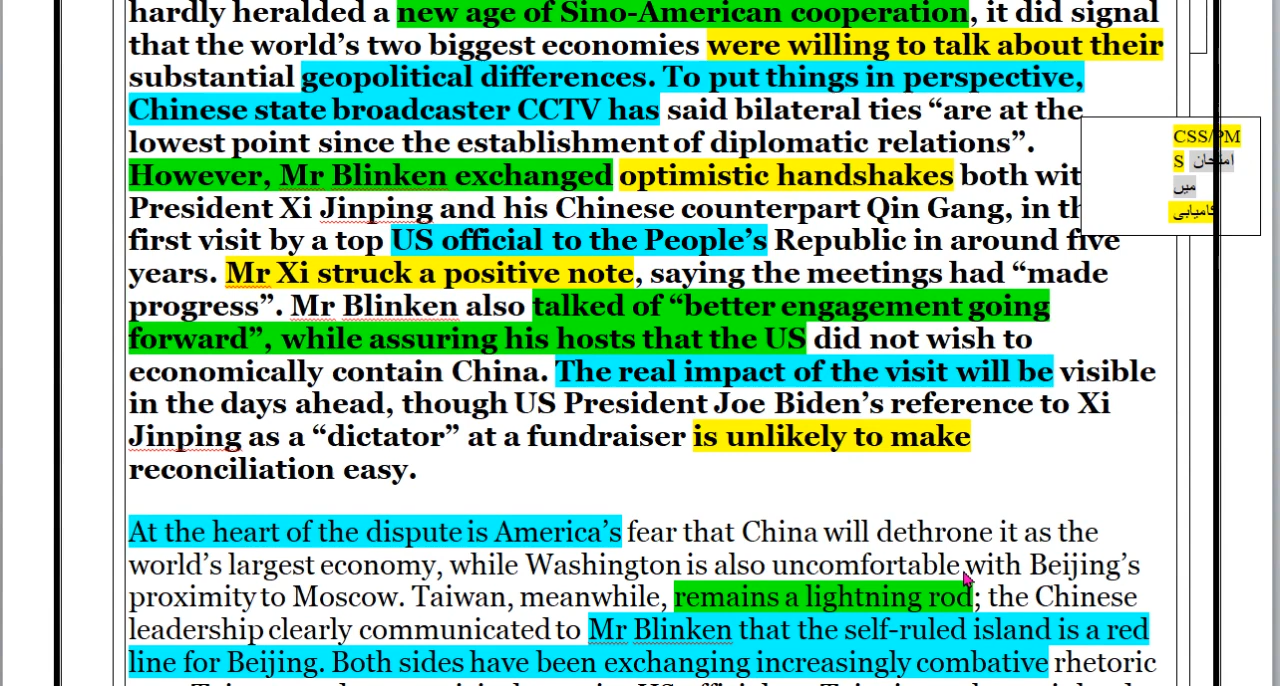 hardly heralded a new age of Sino-American cooperation, it did signal
that the world's two biggest economies were willing to talk about their
substantial geopolitical differences. To put things in perspective,
Chinese state broadcaster CCTV has said bilateral ties “are at the
lowest point since the establishment of diplomatic relations”.
However, Mr Blinken exchanged optimistic handshakes both wit
President Xi Jinping and his Chinese counterpart Qin Gang, in th
first visit by a top US official to the People’s Republic in around five
years. Mr Xi struck a positive note, saying the meetings had “made
progress”. Mr Blinken also talked of “better engagement going
forward”, while assuring his hosts that the US did not wish to
economically contain China. The real impact of the visit will be visible
in the days ahead, though US President Joe Biden’s reference to Xi
Jinping as a “dictator” at a fundraiser is unlikely to make
reconciliation easy.
At the heart of the dispute is America’s fear that China will dethrone it as the
world’s largest economy, while Washington is also uncomfortable with Beijing’s
proximity to Moscow. Taiwan, meanwhile, remains a lightning rod; the Chinese
leadership clearly communicated to Mr Blinken that the self-ruled island is a red
line for Beijing. Both sides have been exchanging increasingly combative rhetoric
CSS/PM
S امتحان
میں
کامیابی